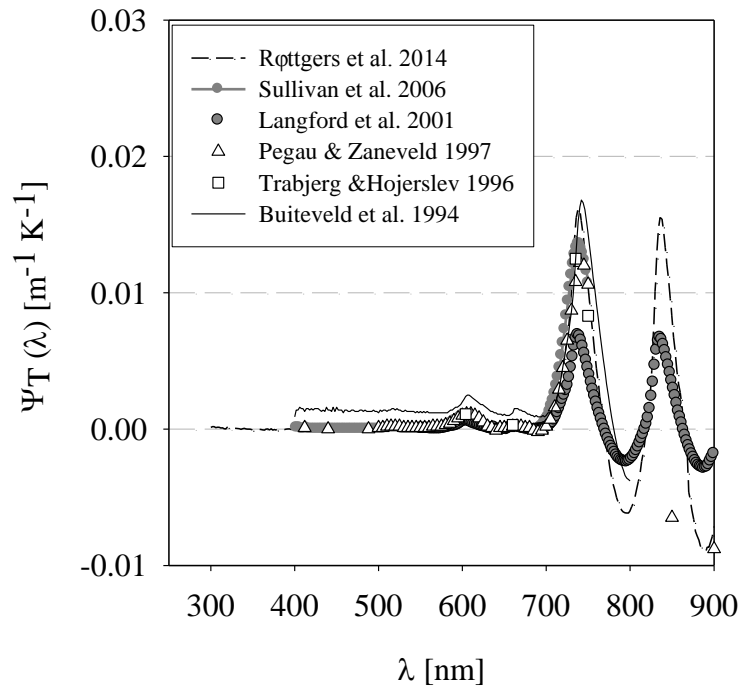 0.03
0.02
0.01
0.00
-0.01
ΨT (λ) [m-1 K-1]
Rφttgers et al. 2014
Sullivan et al. 2006
Langford et al. 2001
Pegau & Zaneveld 1997
Trabjerg &Hojerslev 1996
Buiteveld et al. 1994
300 400 500 600 700 800 900
λ [nm]